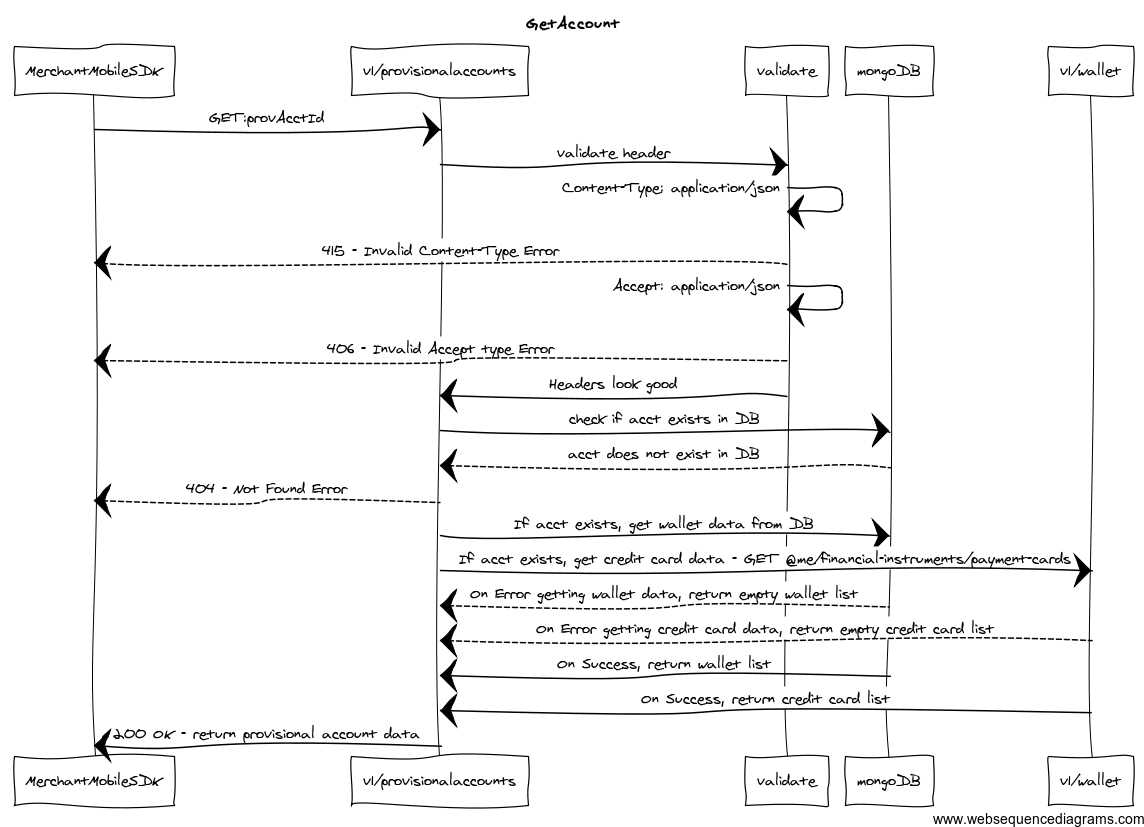 GetAccount
MerchantMobileSDK
v1/provisionalaccounts
validate
mongoDB
v1/wallet
GET:provAcctId
validate header
Content-Type: application/json
415 - Invalid Content-Type Error
Accept: application/json
406 - Invalid Accept type Error
Headers look good
check if acct exists in DB
acct does not exist in DB
404 - Not Found Error
If acct exists, get wallet data from DB
If acct exists, get credit card data - GET @me/financial-instruments/payment-cards
on Error getting wallet data, return empty wallet list
on Error getting credit card data, return empty credit card list
on Success, return wallet list
on Success, return credit card list
200 OK - return provisional account data
MerchantMobileSDK
v1/provisionalaccounts
validate
mongoDB
v1/wallet
www.websequencediagrams.com